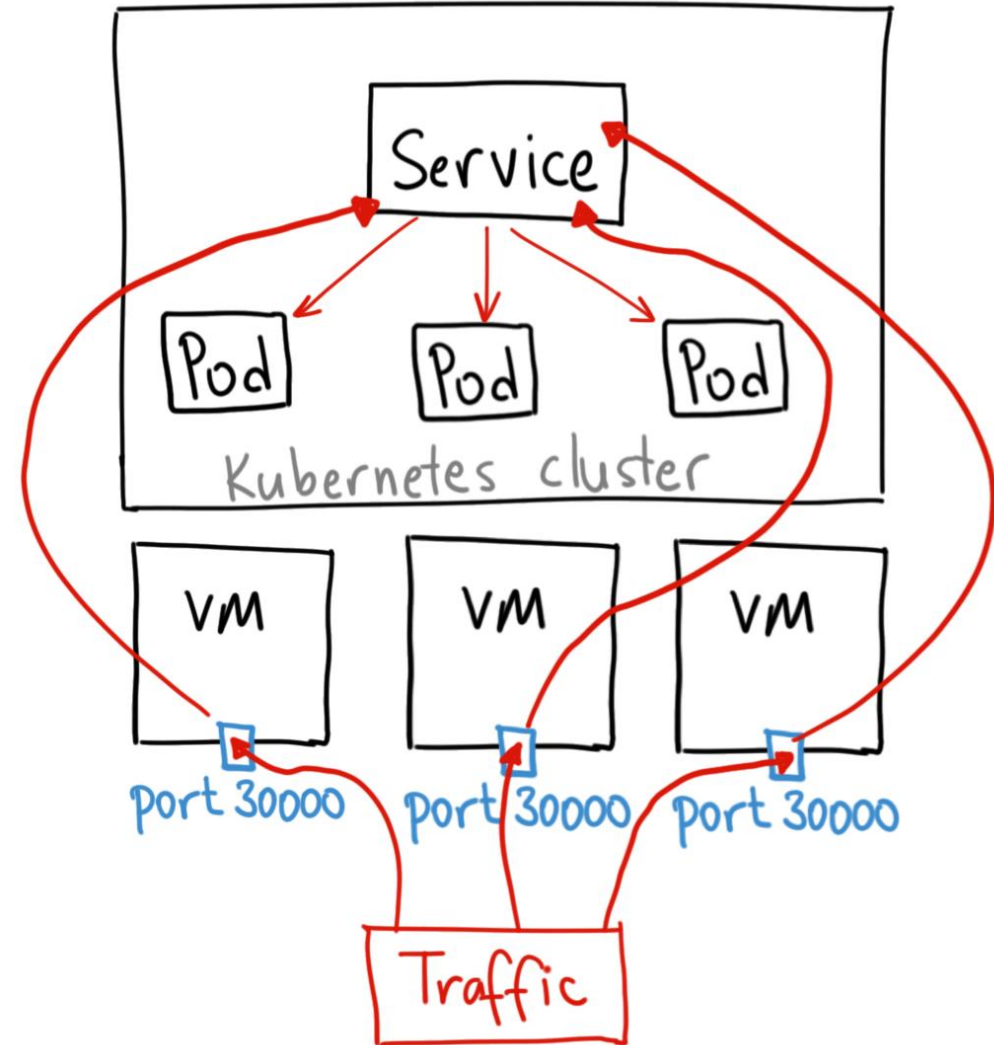 Service
Pod
Pod
Pod
Kubernetes cluster
VM
VM
VM
port 30000
port 30000
port 30000
Traffic